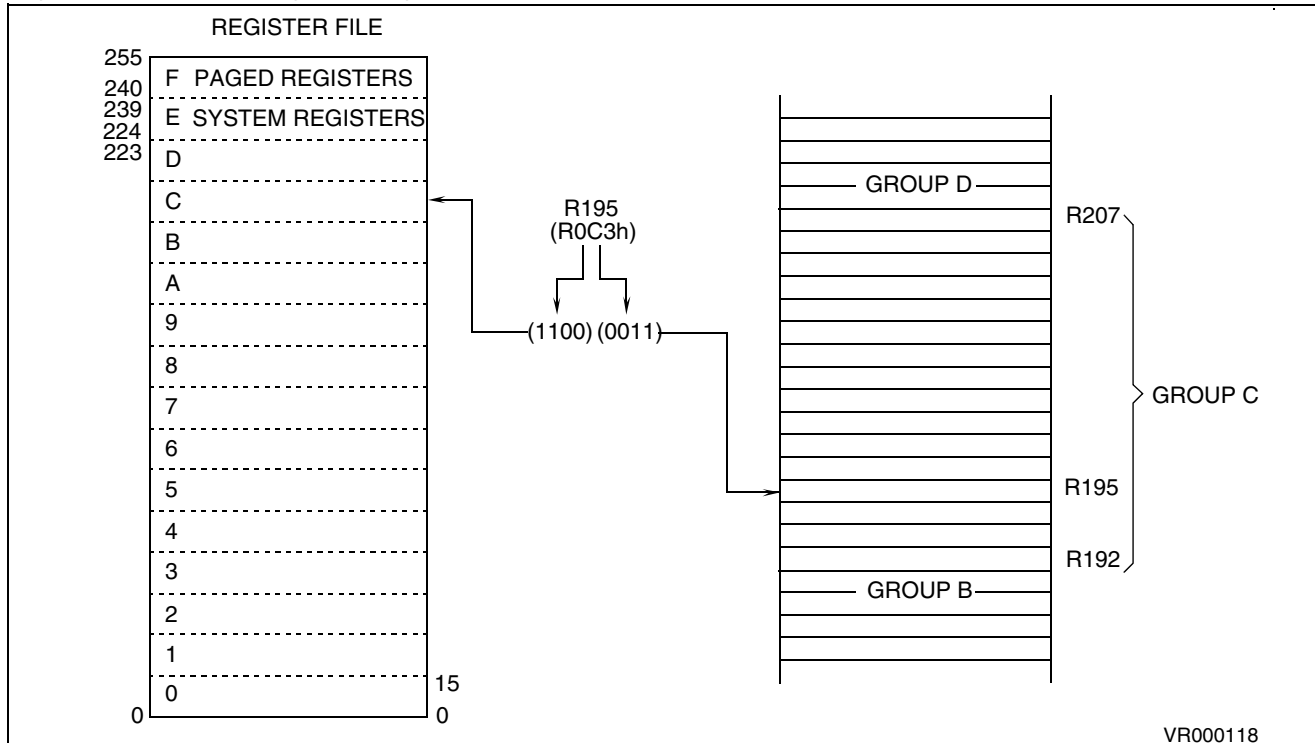 REGISTER FILE
255
240
239
224
223
F PAGED REGISTERS
E SYSTEM REGISTERS
D
C
B
A
9
8
7
6
5
4
3
2
1
0
0
15
0
R195
(R0C3h)
(1100) (0011)
GROUP D
R207
GROUP C
R195
R192
GROUP B
VR000118